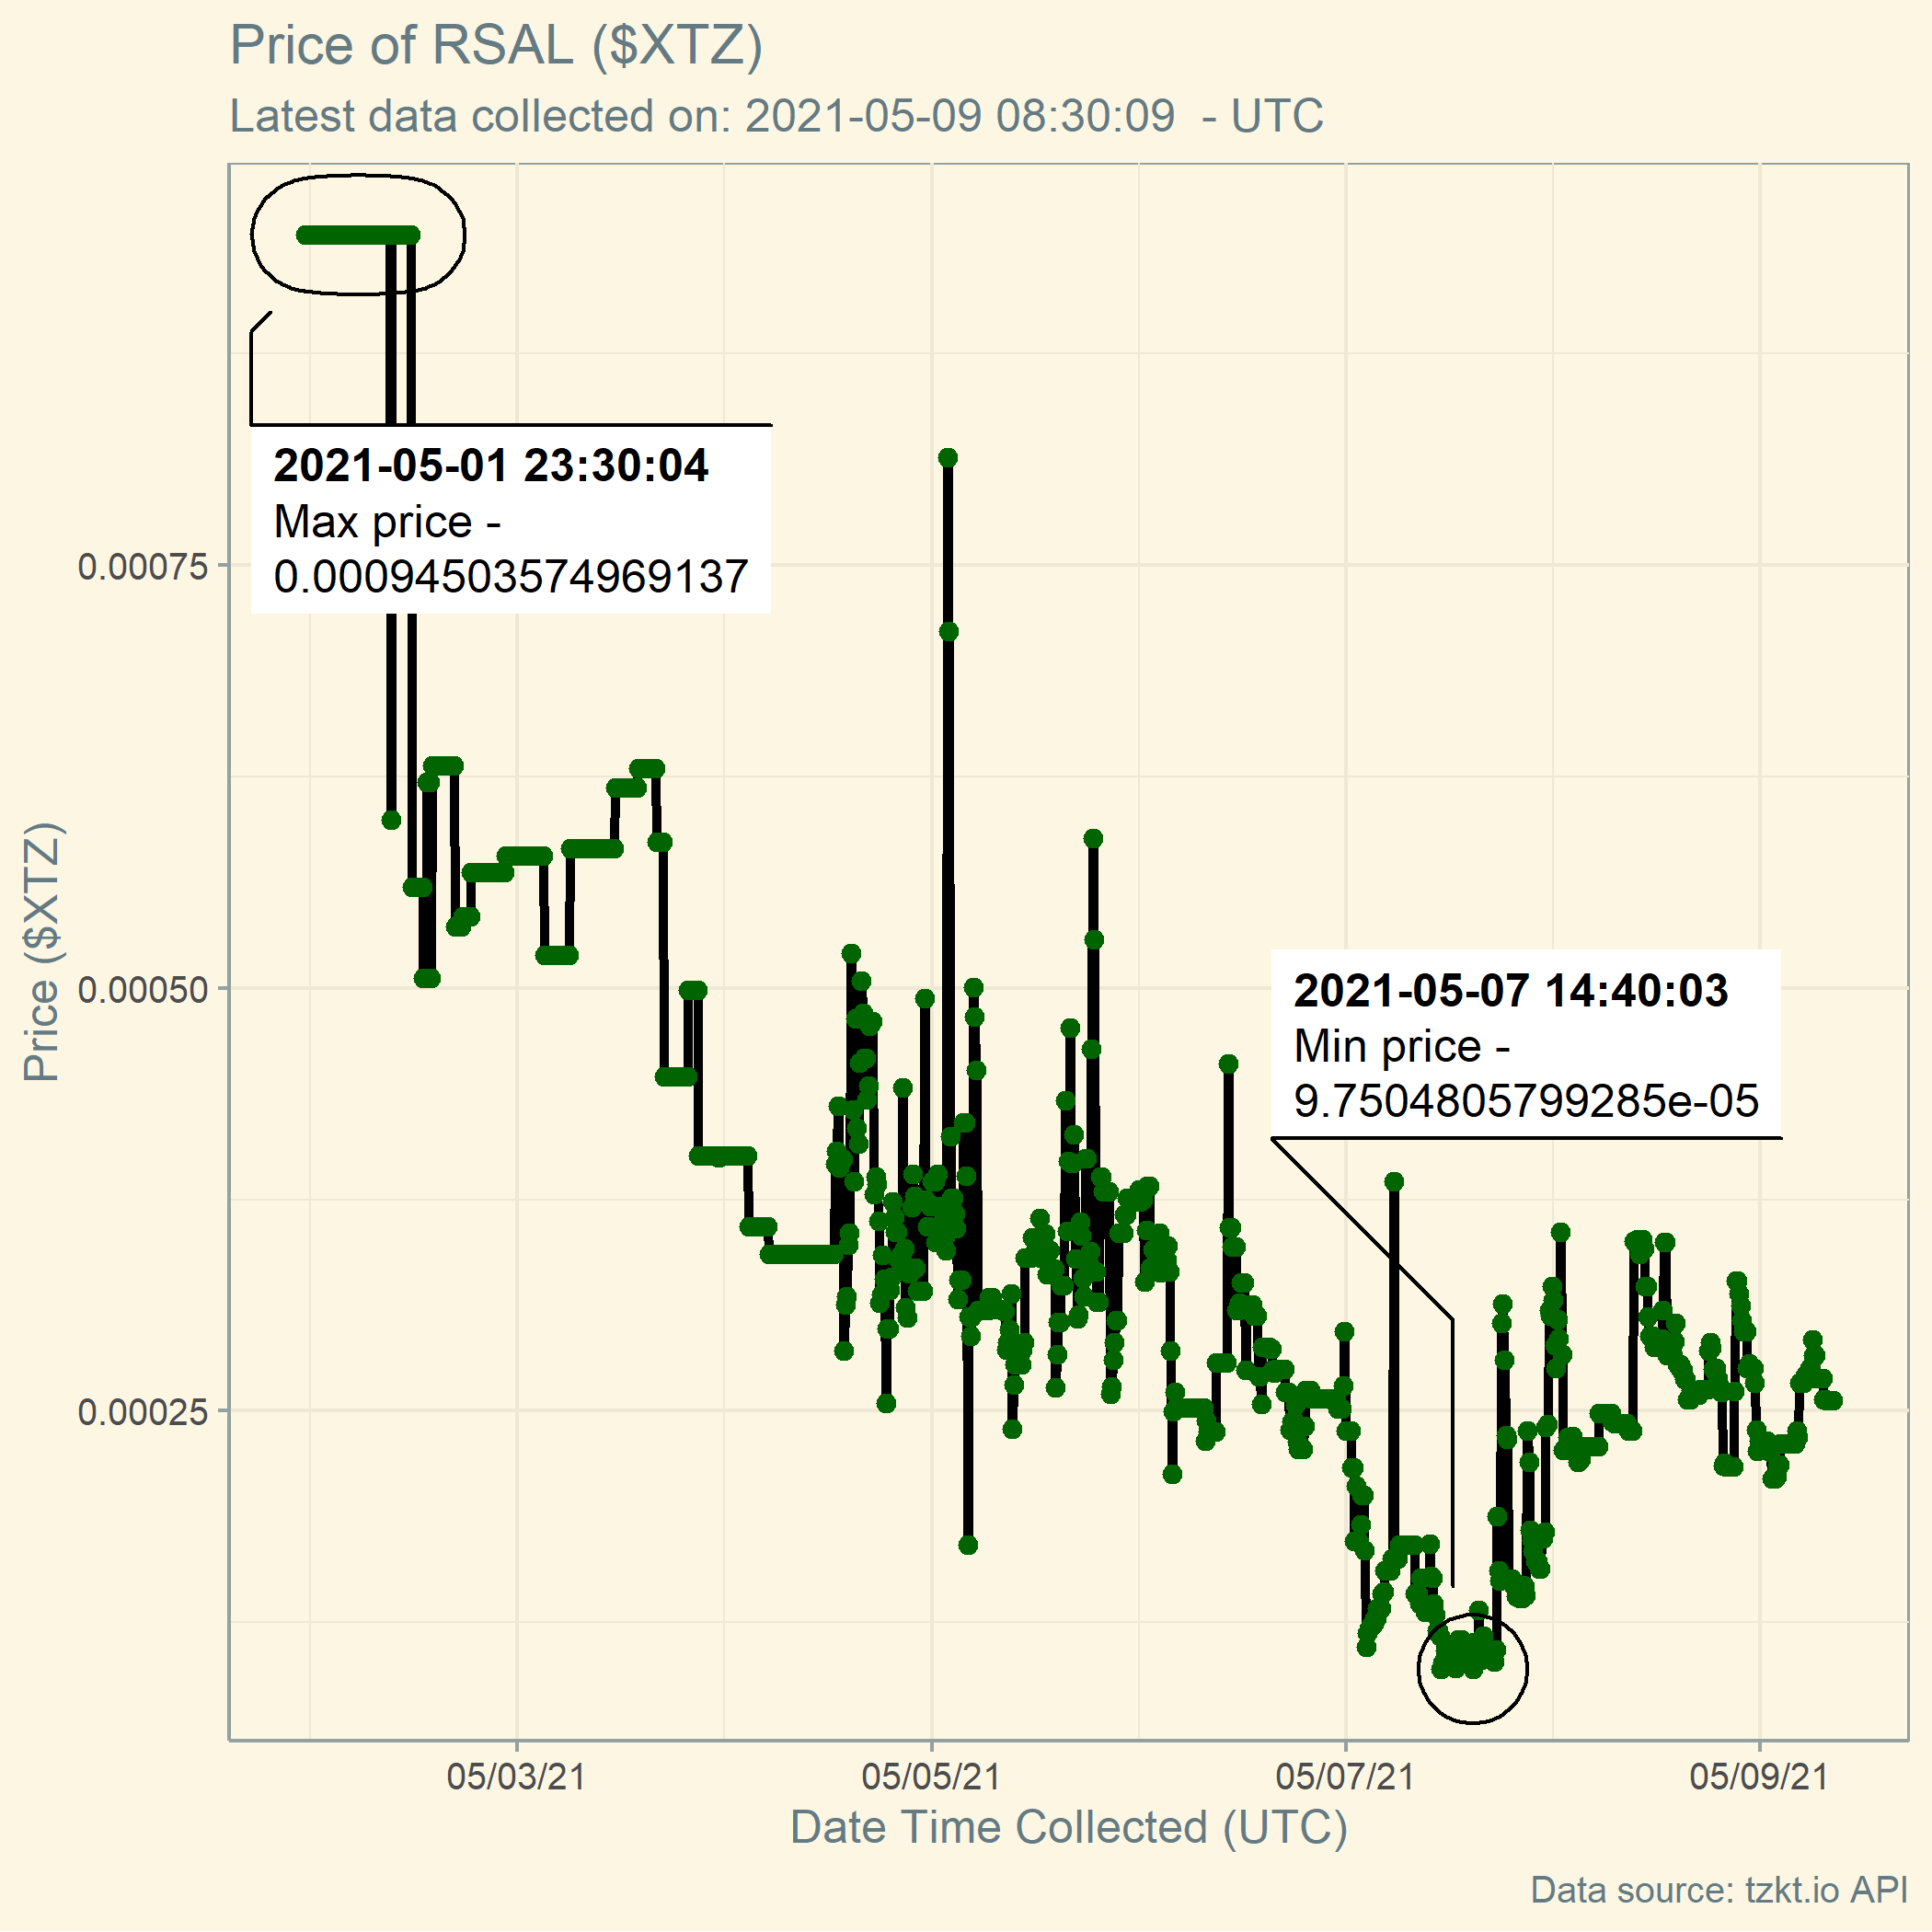 Price of RSAL ($XTZ)
Latest data collected on: 2021-05-09 08:30:09  - UTC
2021-05-01 23:30:04
Max price -
0.000945035749​69137
0.00075
Price ($XTZ)
0.00050
2021-05-07 14:40:03
Min price -
9.7504805799285e-05
0.00025
05/03/21
05/05/21
05/07/21
05/09/21
Date Time Collected (UTC)
Data source: tzkt.io API